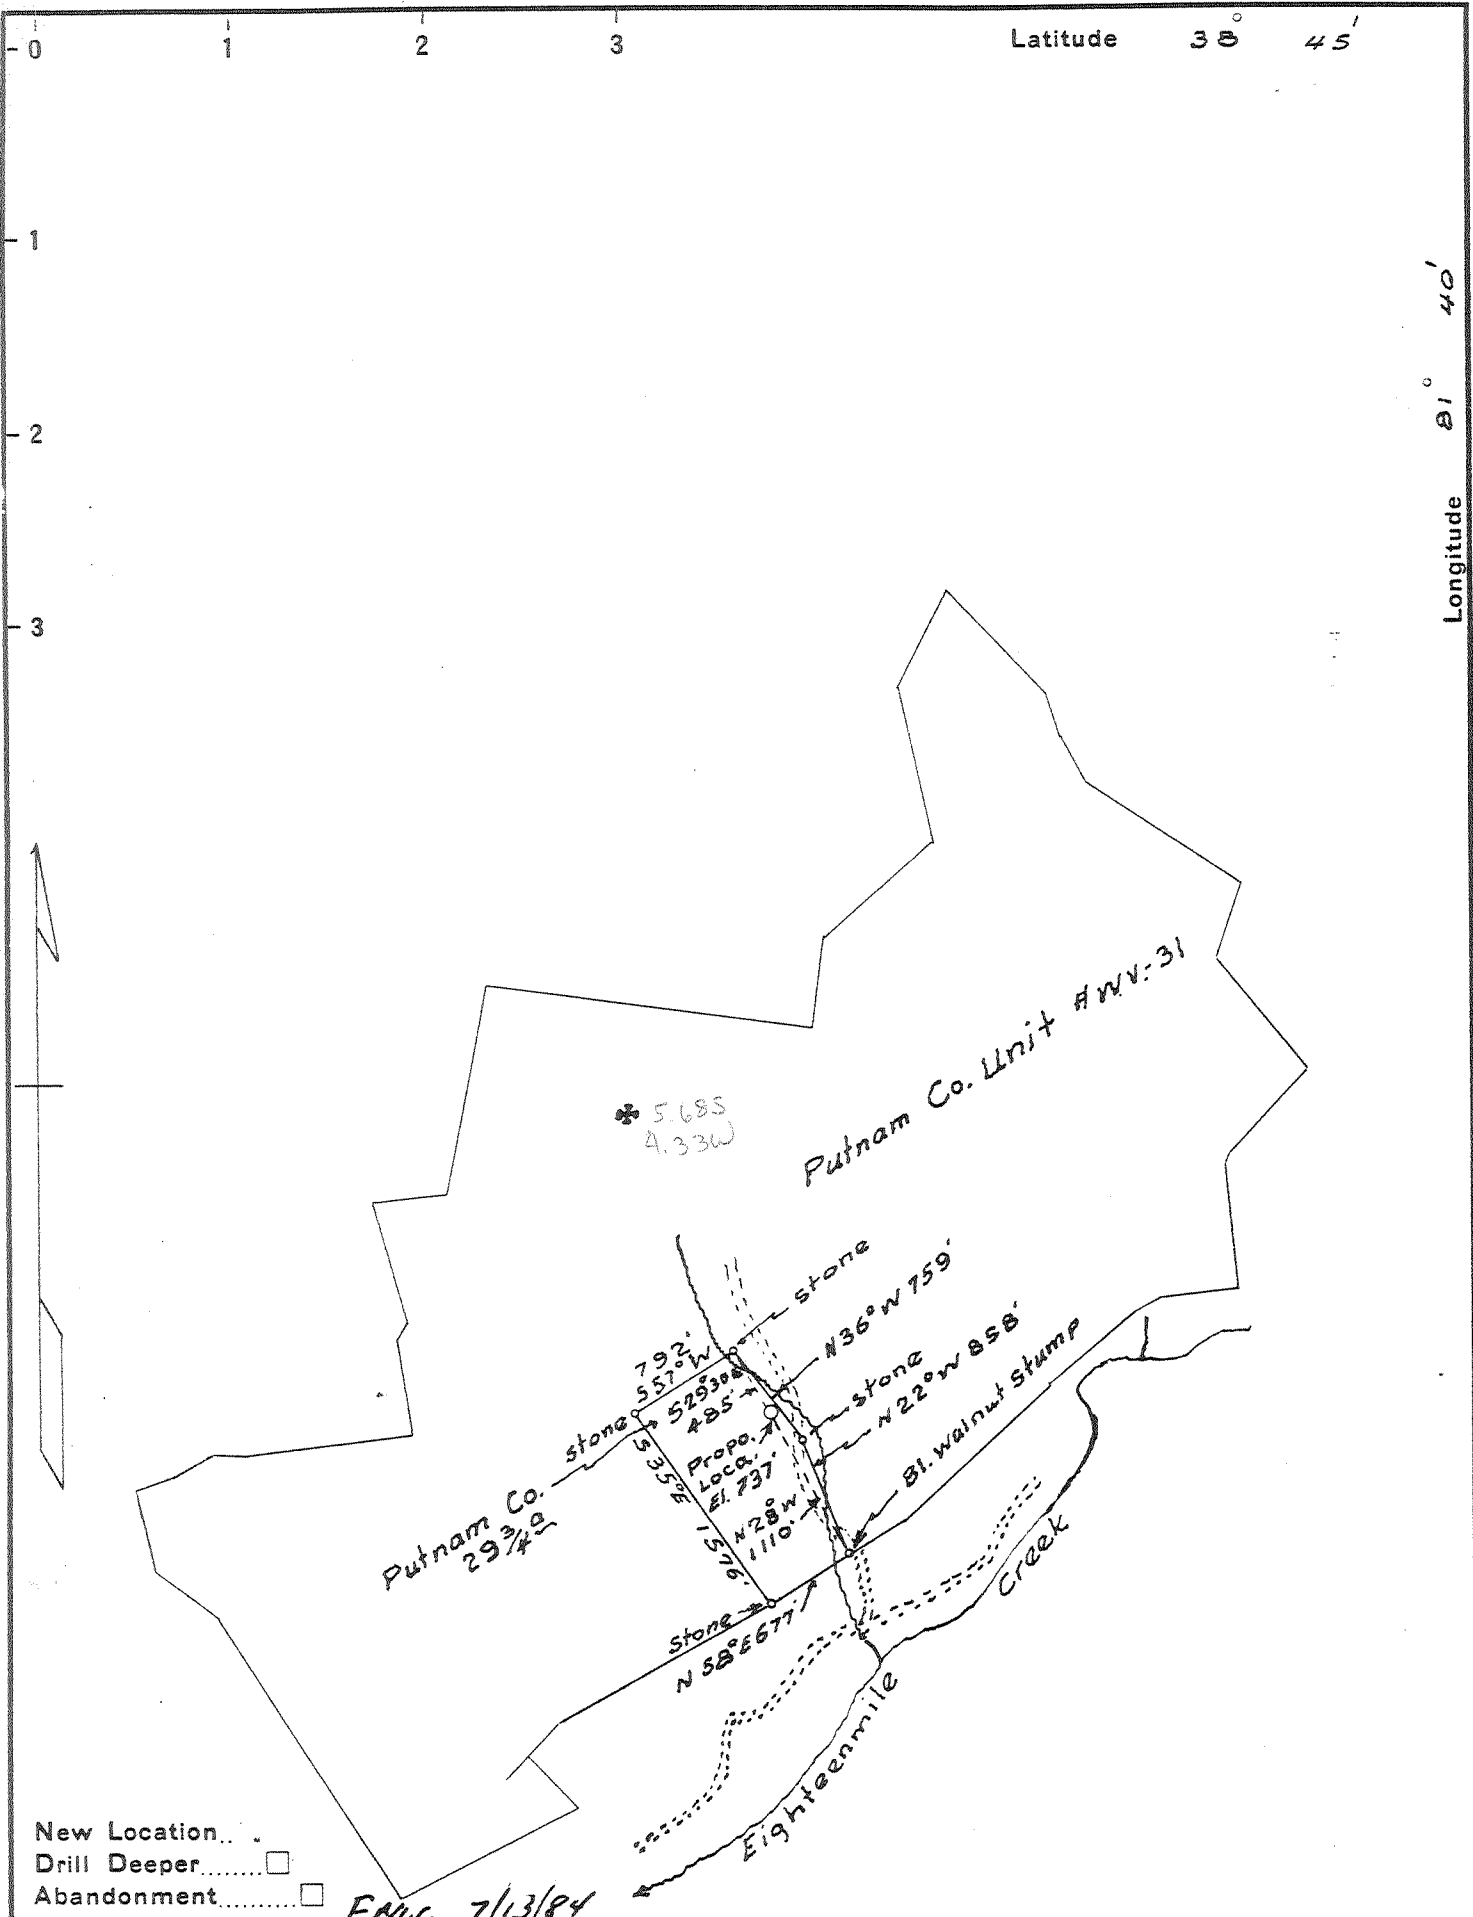 0 1 2 3
Latitude 38° 45'
1
2
3
Longitude 81° 40'
Putnam Co. Unit #WV-31
5.68S
4.33W
stone
N36°W 759'
792'
S57°W
S29°30'E
485'
stone
N22°W 858'
stone
S35°E 1576'
Propo.
Loca.
El. 737'
Bl. Walnut Stump
N28°W
1110'
Putnam Co.
29 3/4 a
Stone
N 58°E 677'
Eighteenmile Creek
New Location..
Drill Deeper........
Abandonment..........
7/13/84